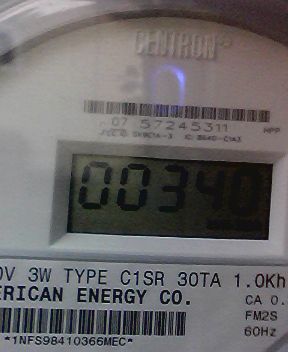 CENTRON
07 57245311 MPP
00340
0V 3W TYPE C1SR 30TA 1.0Kh
ERICAN ENERGY CO. CA 0.
FM2S
*1NFS98410366MEC* 60Hz